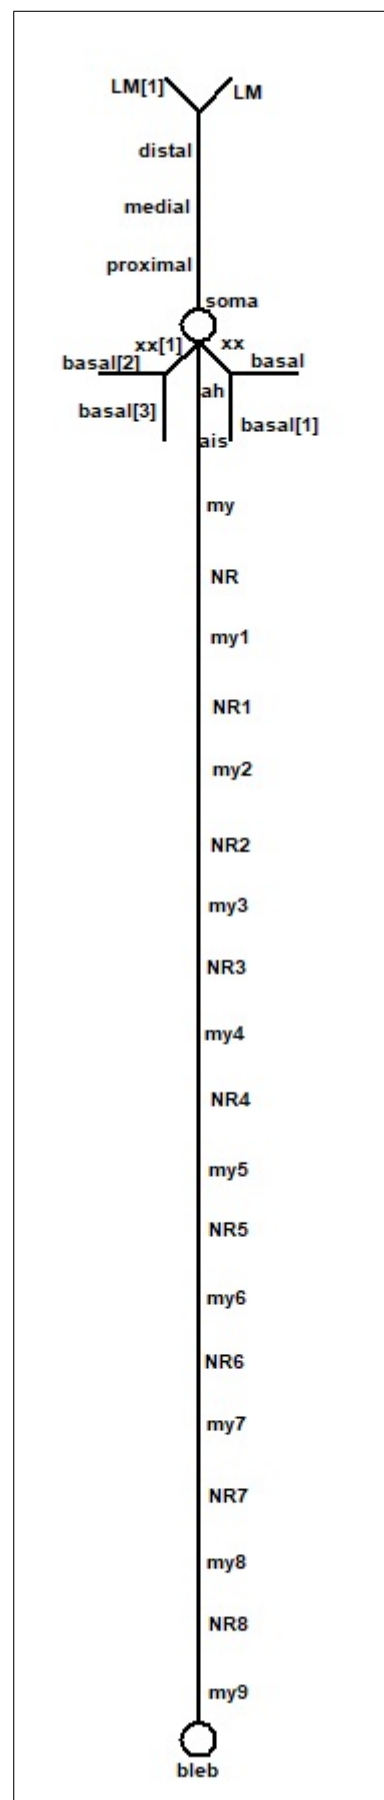 LM[1] LM
distal
medial
proximal
soma
xx[1] xx
basal[2] basal
ah
basal[3] basal[1]
ais
my
NR
my1
NR1
my2
NR2
my3
NR3
my4
NR4
my5
NR5
my6
NR6
my7
NR7
my8
NR8
my9
bleb